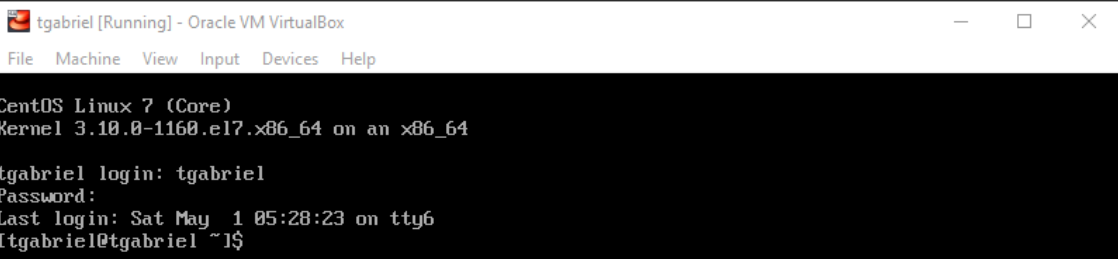 tgabriel [Running] - Oracle VM VirtualBox
File Machine View Input Devices Help
CentOS Linux 7 (Core)
Kernel 3.10.0-1160.el7.x86_64 on an x86_64
tgabriel login: tgabriel
Password:
Last login: Sat May  1 05:28:23 on tty6
[tgabriel@tgabriel ~]$